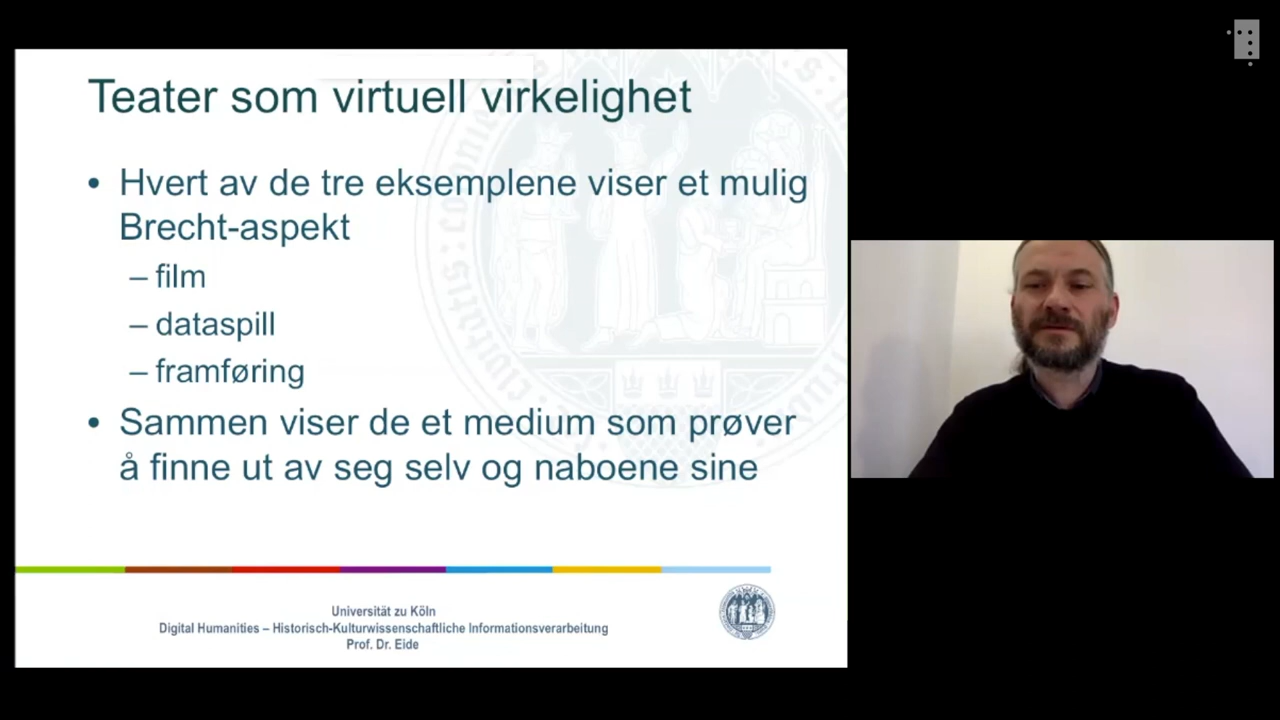 Teater som virtuell virkelighet
• Hvert av de tre eksemplene viser et mulig
Brecht-aspekt
– film
– dataspill
– framføring
• Sammen viser de et medium som prøver
å finne ut av seg selv og naboene sine
Universität zu Köln
Digital Humanities – Historisch-Kulturwissenschaftliche Informationsverarbeitung
Prof. Dr. Eide